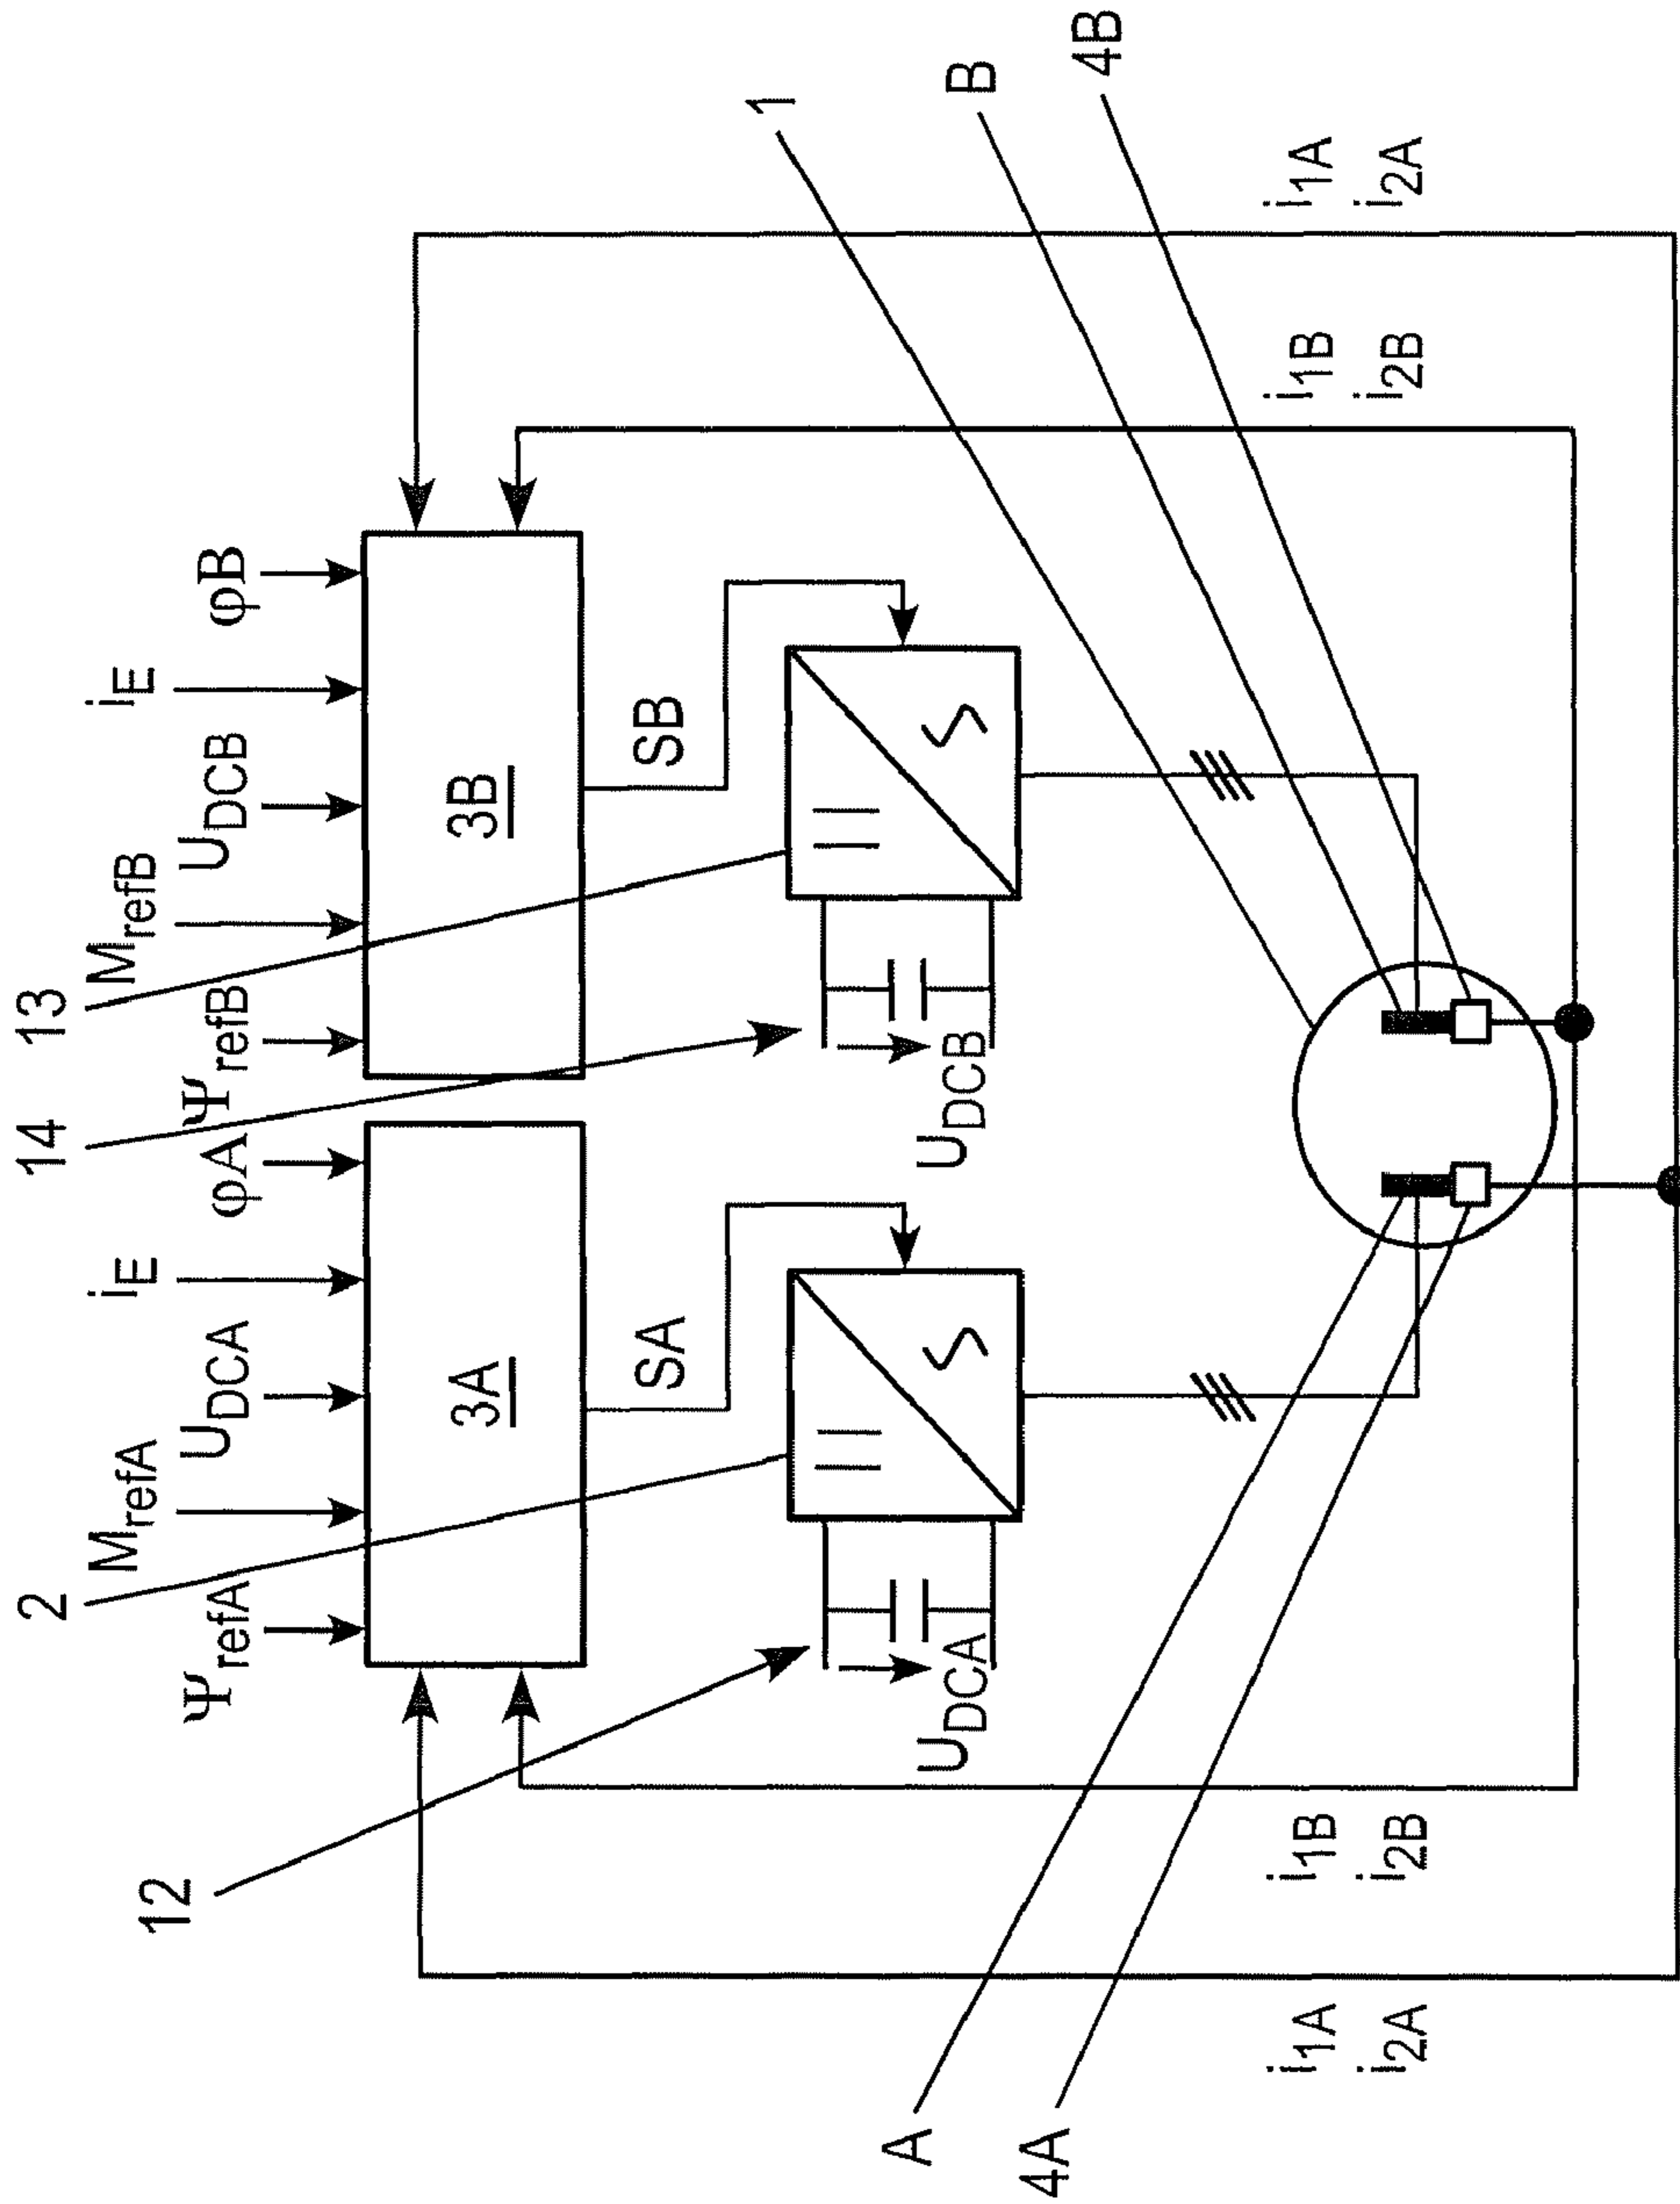 12
2
14
13
ΨrefA
MrefA
UDCA
iE
φA
ΨrefB
MrefB
UDCB
iE
φB
3A
3B
SA
SB
UDCA
UDCB
1
B
4B
A
4A
i1A
i2A
i1B
i2B
i1B
i2B
i1A
i2A